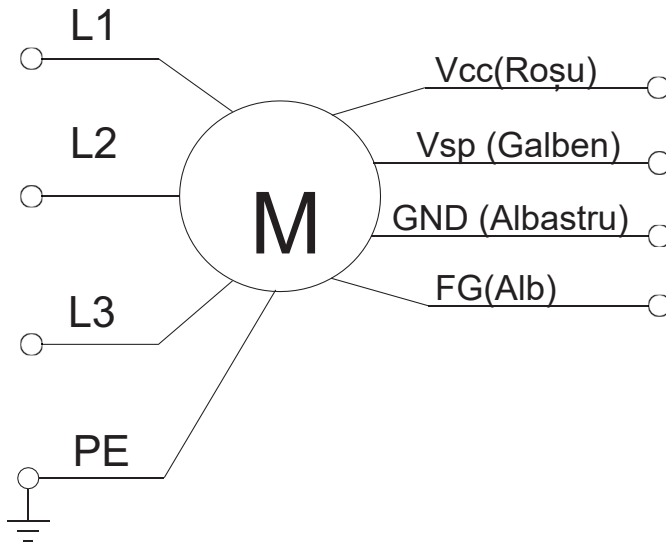 L1
L2
L3
PE
M
Vcc(Roșu)
Vsp (Galben)
GND (Albastru)
FG(Alb)